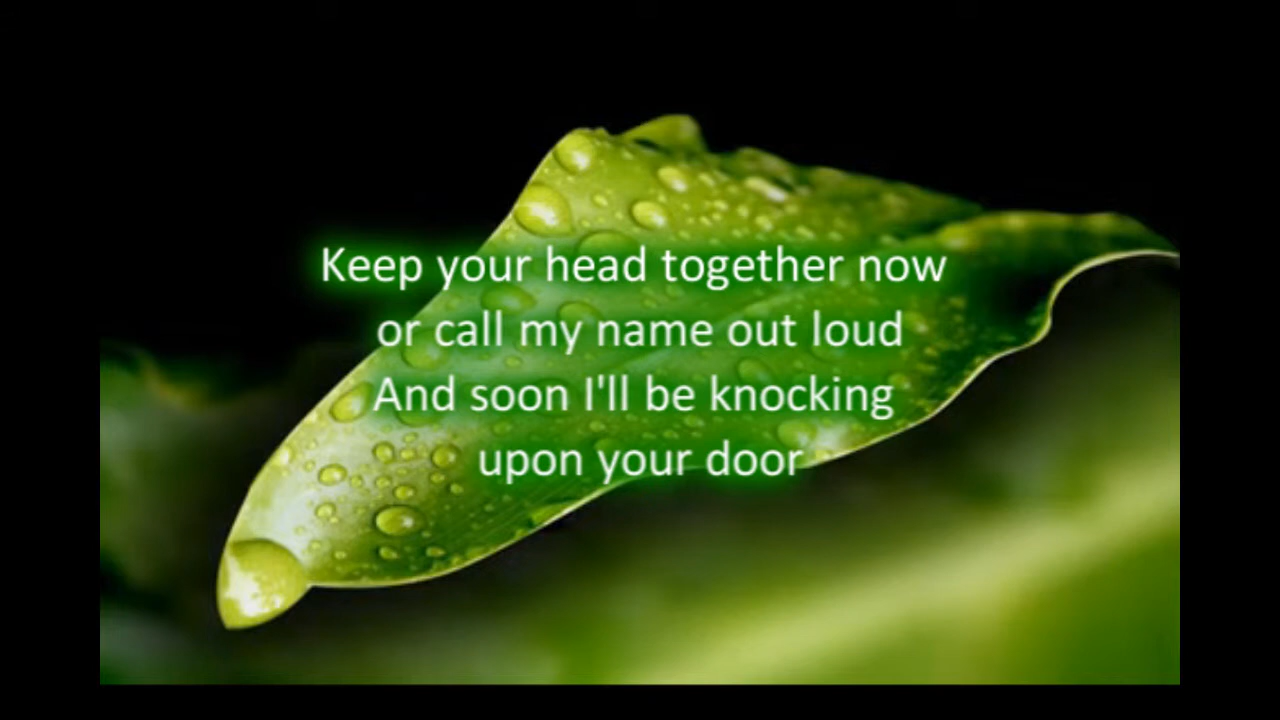 Keep your head together now
or call my name out loud
And soon I'll be knocking
upon your door